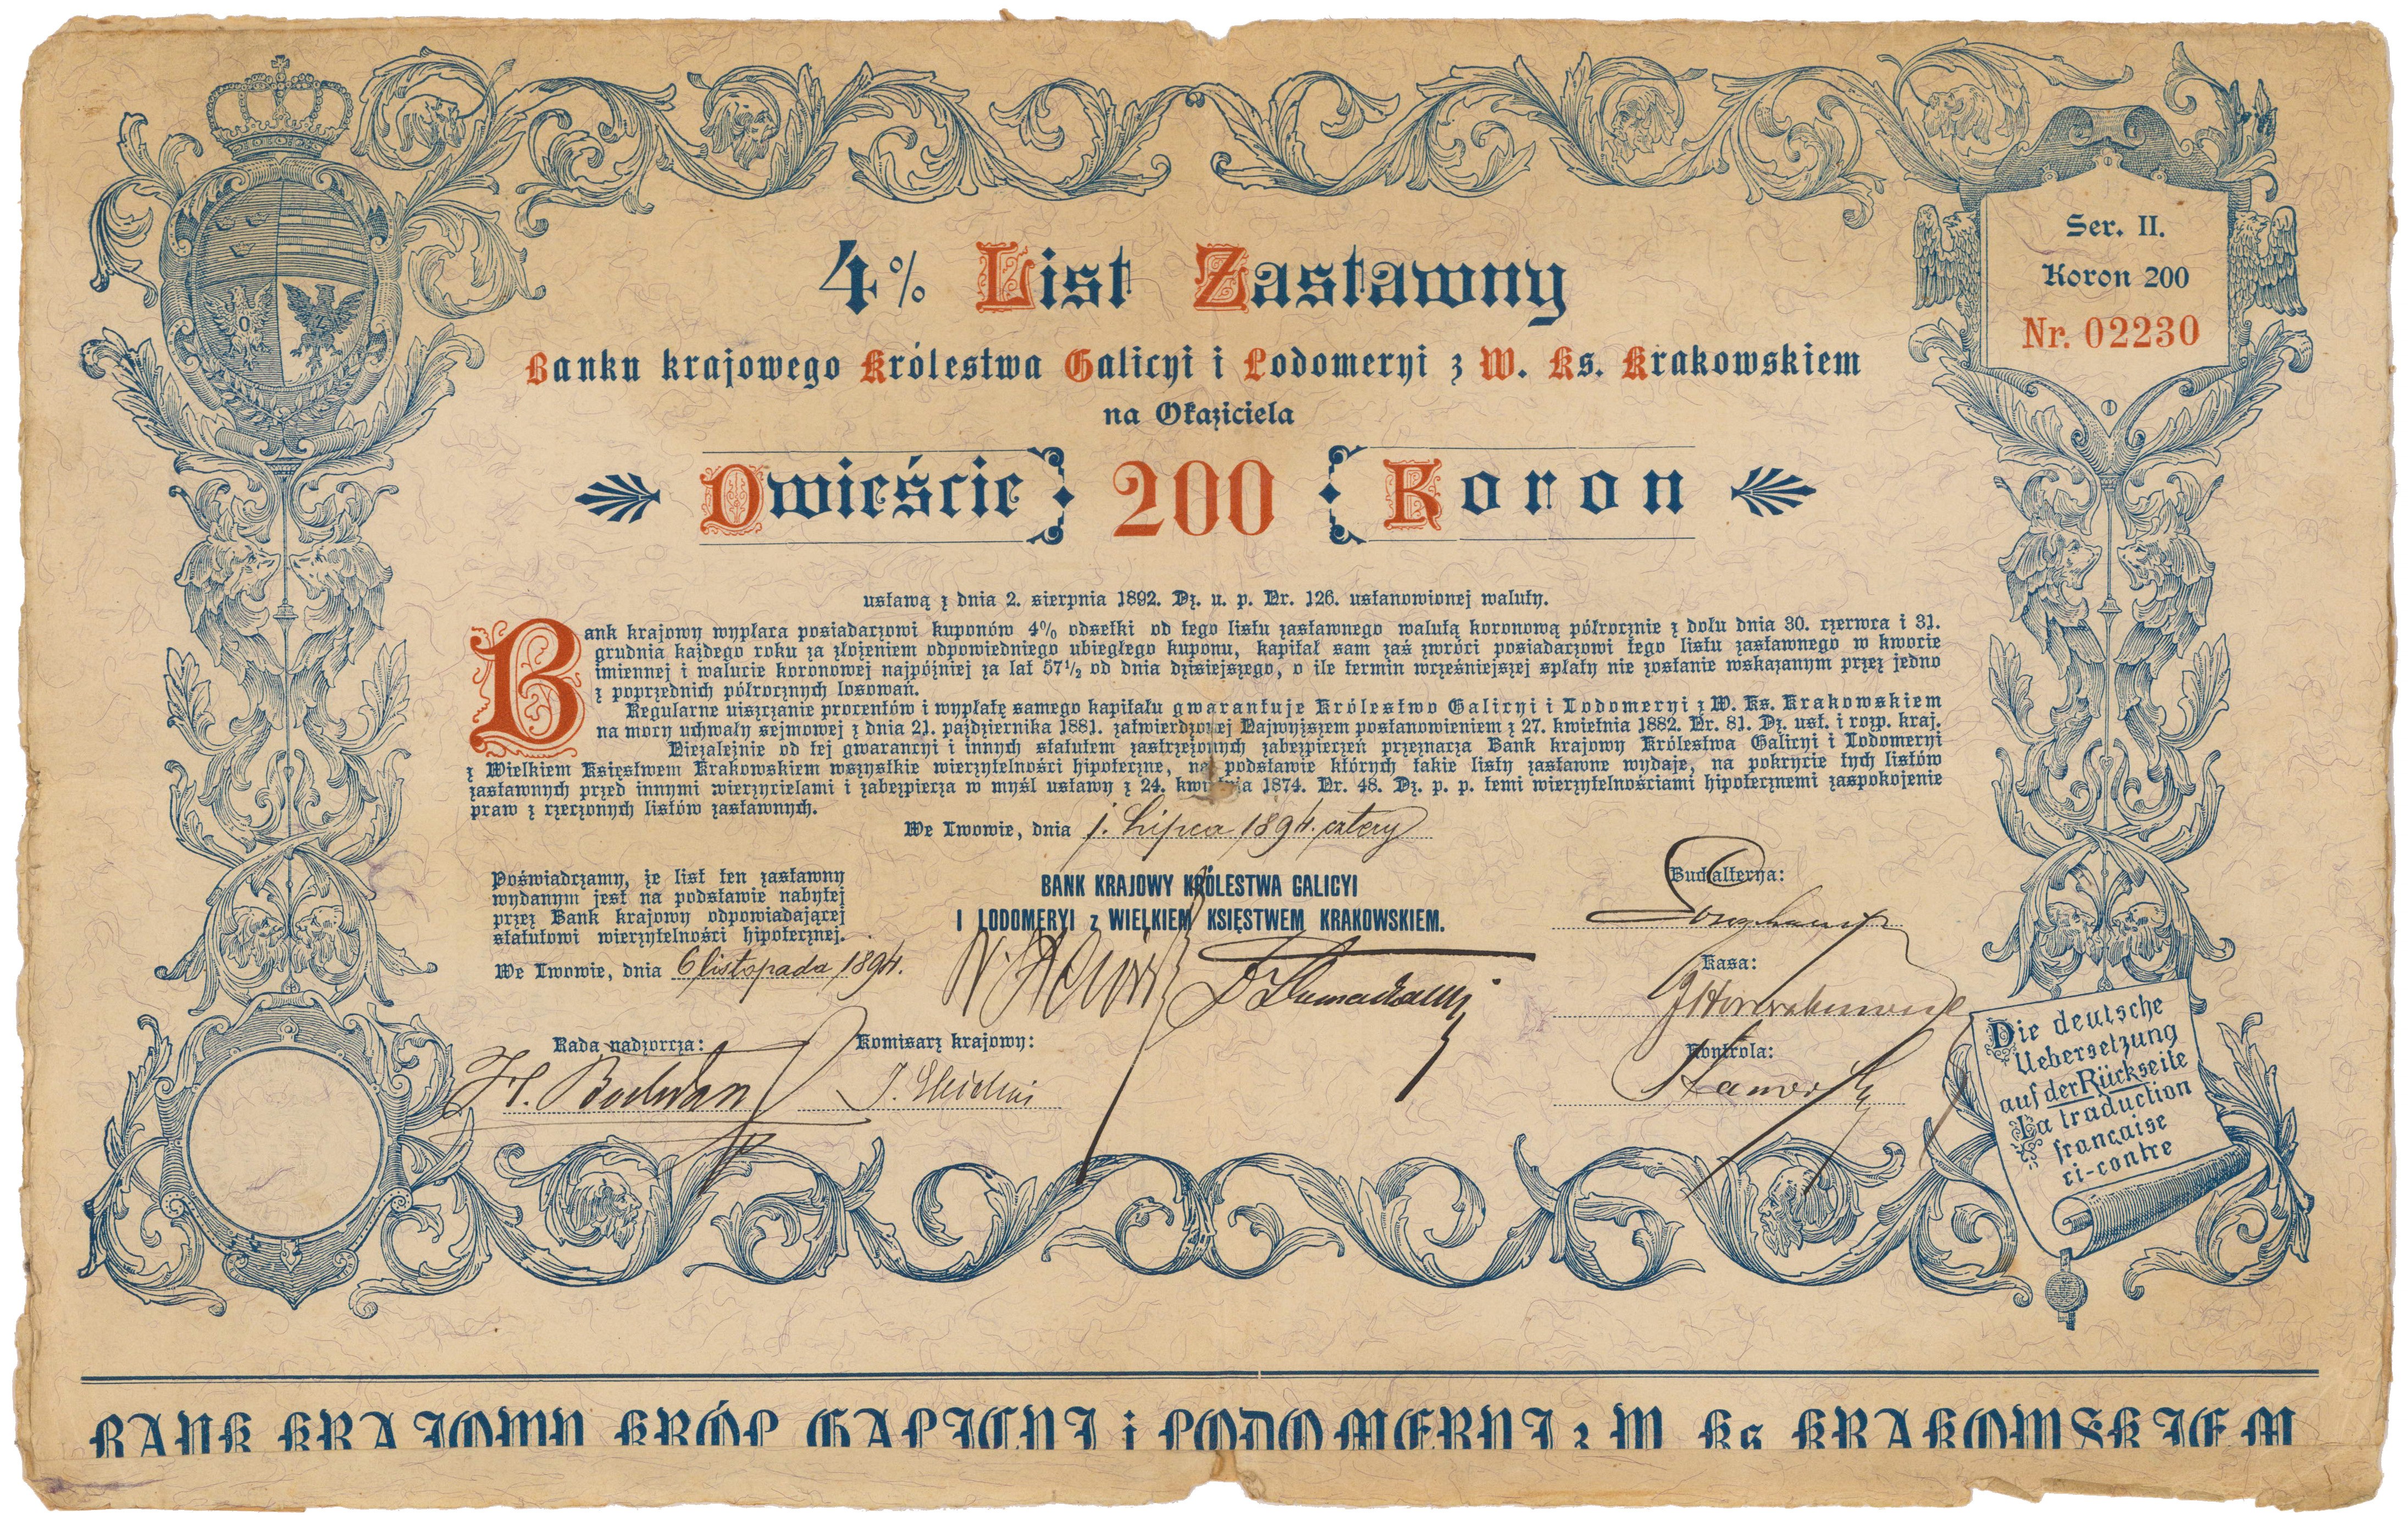 Ser. II.
Koron 200
Nr. 02230
4% List Zastawny
Banku krajowego Królestwa Galicyi i Lodomeryi z W. Ks. Krakowskiem
na Okaziciela
Dwieście 200 Koron
ustawą z dnia 2. sierpnia 1892. Dz. u. p. Nr. 126. ustanowionej waluty.
Bank krajowy wypłaca posiadaczowi kuponów 4% odsetki od tego listu zastawnego walutą koronową półrocznie z dołu dnia 30. czerwca i 31.
grudnia każdego roku za złożeniem odpowiedniego ubiegłego kuponu, kapitał sam zaś zwróci posiadaczowi tego listu zastawnego w kwocie
imiennej i walucie koronowej najpóźniej za lat 57½ od dnia dzisiejszego, o ile termin wcześniejszej spłaty nie zostanie wskazanym przez jedno
z poprzednich półrocznych losowań.
Regularne uiszczanie procentów i wypłatę samego kapitału gwarantuje Królestwo Galicyi i Lodomeryi z W. Ks. Krakowskiem
na mocy uchwały sejmowej z dnia 21. października 1881. zatwierdzonej Najwyższem postanowieniem z 27. kwietnia 1882. Nr. 81. Dz. ust. i rozp. kraj.
Niezależnie od tej gwarancyi i innych statutem zastrzeżonych zabezpieczeń przeznacza Bank krajowy Królestwa Galicyi i Lodomeryi
z Wielkiem Księstwem Krakowskiem wszystkie wierzytelności hipoteczne, na podstawie których takie listy zastawne wydaje, na pokrycie tych listów
zastawnych przed innymi wierzycielami i zabezpiecza w myśl ustawy z 24. kwietnia 1874. Nr. 48. Dz. p. p. temi wierzytelnościami hipotecznemi zaspokojenie
praw z rzeczonych listów zastawnych.
We Lwowie, dnia 1. Lipca 1894. cztery
Poświadczamy, że list ten zastawny
wydanym jest na podstawie nabytej
przez Bank krajowy odpowiadającej
statutowi wierzytelności hipotecznej.
We Lwowie, dnia 6 listopada 1894.
BANK KRAJOWY KRÓLESTWA GALICYI
I LODOMERYI z WIELKIEM KSIĘSTWEM KRAKOWSKIEM.
Buchalterya:
Kasa:
Kontrola:
Rada nadzorcza:
Komisarz krajowy:
Die deutsche
Uebersetzung
auf der Rückseite
La traduction
francaise
ci-contre
BANK KRAJOWY KRÓL GALICYI i LODOMERYI z W Ks KRAKOWSKIEM